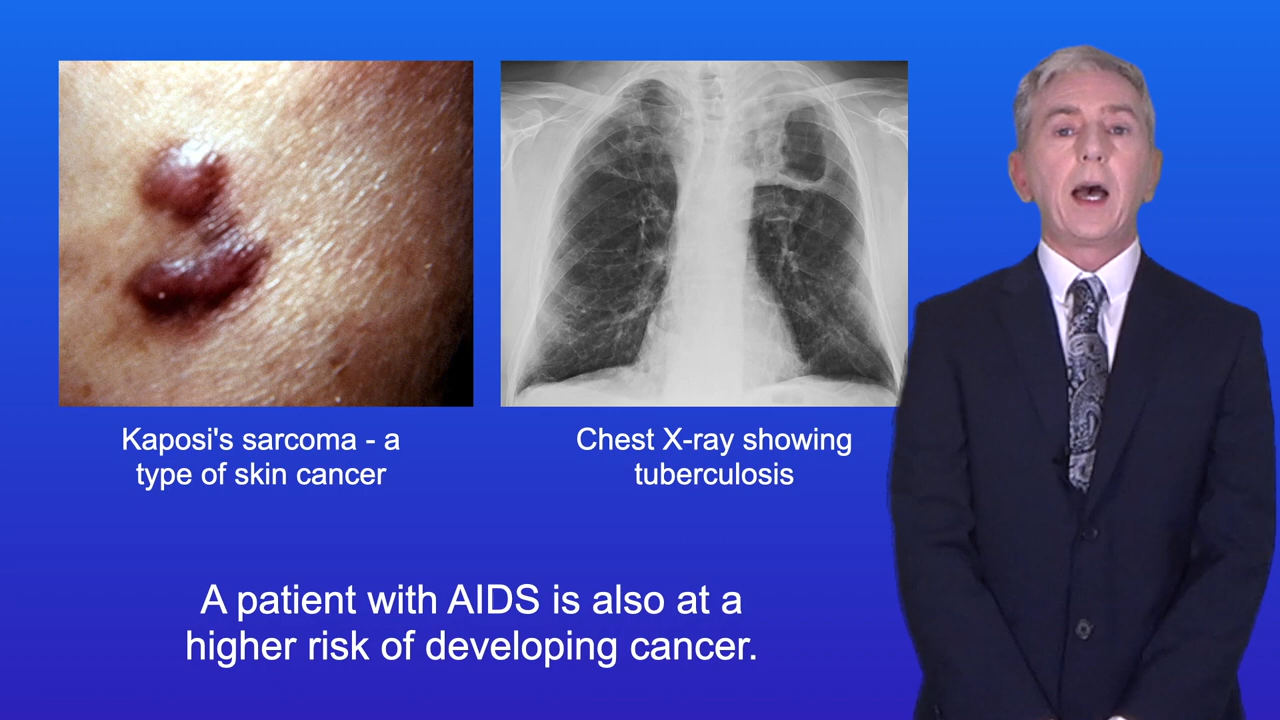 Kaposi's sarcoma - a
type of skin cancer
Chest X-ray showing
tuberculosis
A patient with AIDS is also at a
higher risk of developing cancer.